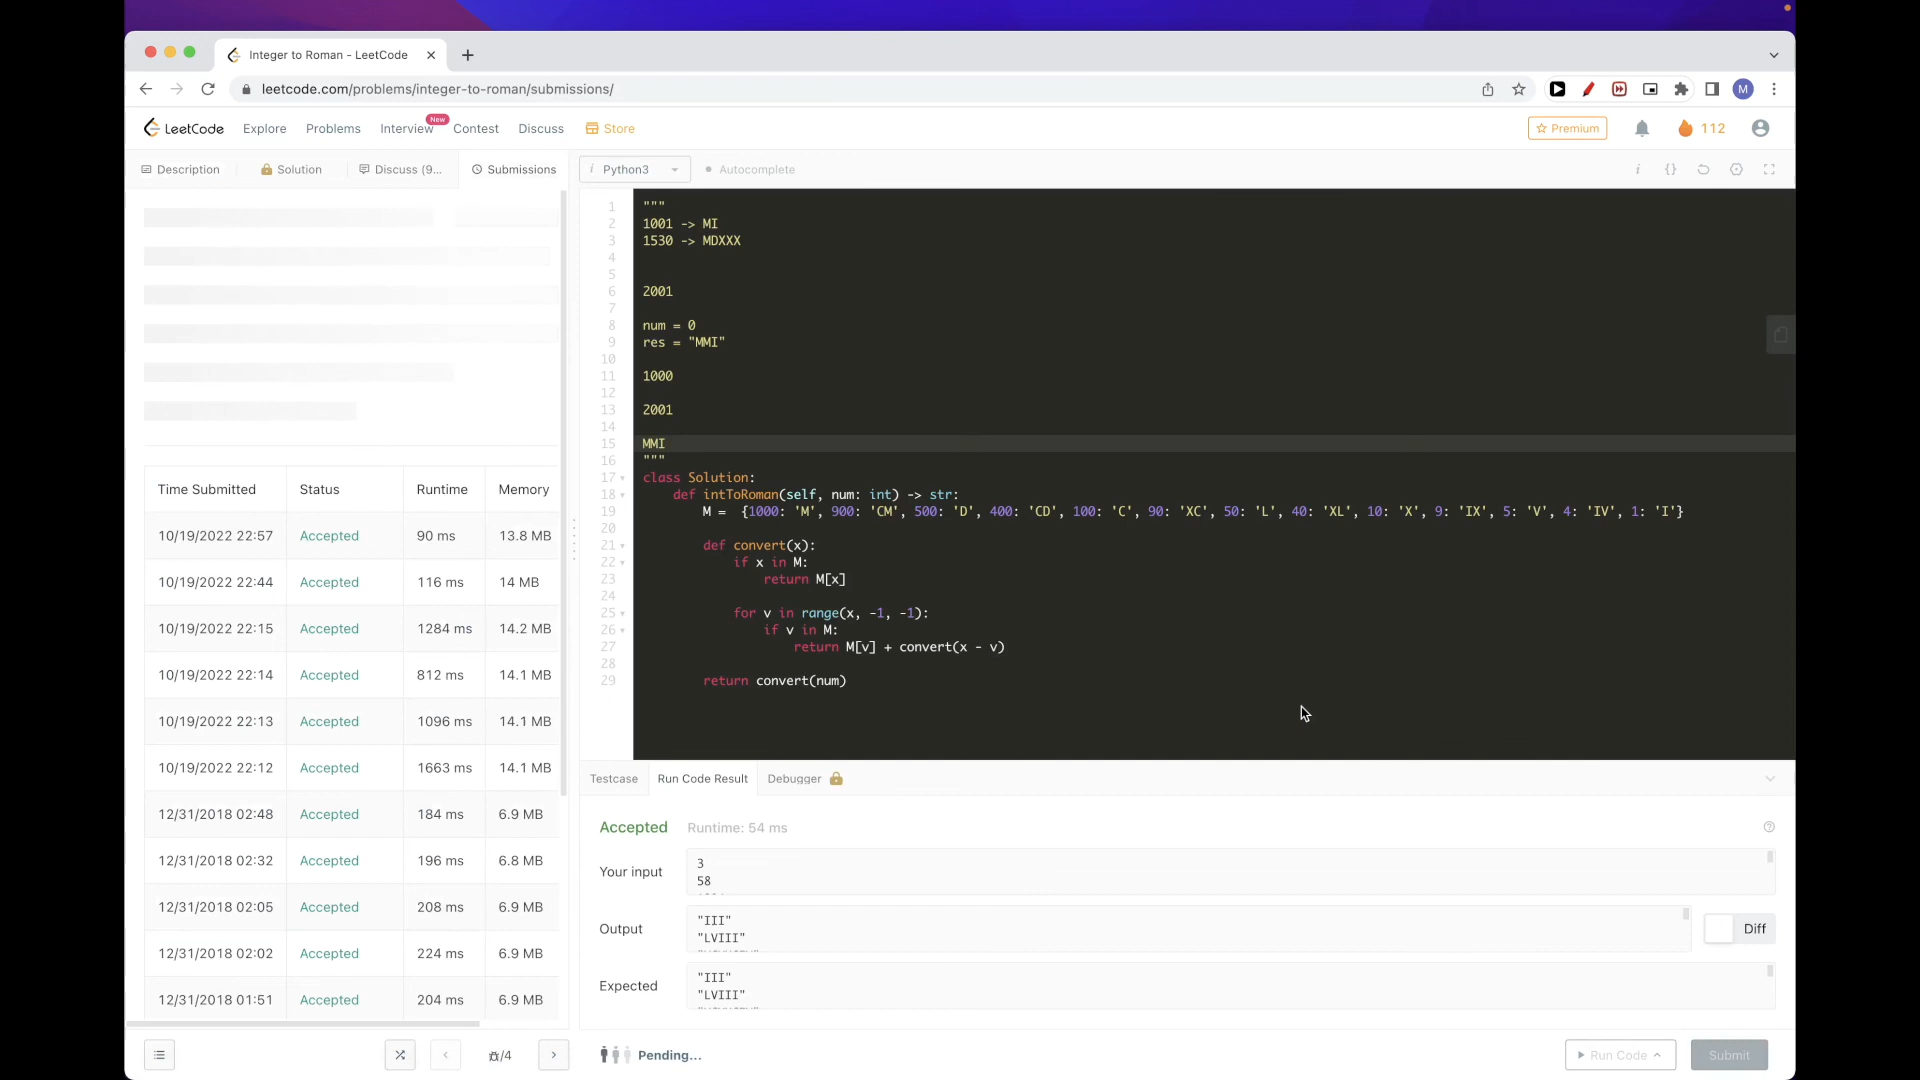 Integer to Roman - LeetCode
leetcode.com/problems/integer-to-roman/submissions/
M
LeetCode
Explore
Problems
Interview
New
Contest
Discuss
Store
Premium
112
Description
Solution
Discuss (9...
Submissions
i Python3
Autocomplete
Time Submitted Status Runtime Memory
10/19/2022 22:57 Accepted 90 ms 13.8 MB
10/19/2022 22:44 Accepted 116 ms 14 MB
10/19/2022 22:15 Accepted 1284 ms 14.2 MB
10/19/2022 22:14 Accepted 812 ms 14.1 MB
10/19/2022 22:13 Accepted 1096 ms 14.1 MB
10/19/2022 22:12 Accepted 1663 ms 14.1 MB
12/31/2018 02:48 Accepted 184 ms 6.9 MB
12/31/2018 02:32 Accepted 196 ms 6.8 MB
12/31/2018 02:05 Accepted 208 ms 6.9 MB
12/31/2018 02:02 Accepted 224 ms 6.9 MB
12/31/2018 01:51 Accepted 204 ms 6.9 MB
/4
1 """
2 1001 -> MI
3 1530 -> MDXXX
4
5
6 2001
7
8 num = 0
9 res = "MMI"
10
11 1000
12
13 2001
14
15 MMI
16 """
17 class Solution:
18 def intToRoman(self, num: int) -> str:
19 M = {1000: 'M', 900: 'CM', 500: 'D', 400: 'CD', 100: 'C', 90: 'XC', 50: 'L', 40: 'XL', 10: 'X', 9: 'IX', 5: 'V', 4: 'IV', 1: 'I'}
20
21 def convert(x):
22 if x in M:
23 return M[x]
24
25 for v in range(x, -1, -1):
26 if v in M:
27 return M[v] + convert(x - v)
28
29 return convert(num)
Testcase
Run Code Result
Debugger
Accepted Runtime: 54 ms
Your input
3
58
Output
"III"
"LVIII"
Diff
Expected
"III"
"LVIII"
Pending...
Run Code
Submit